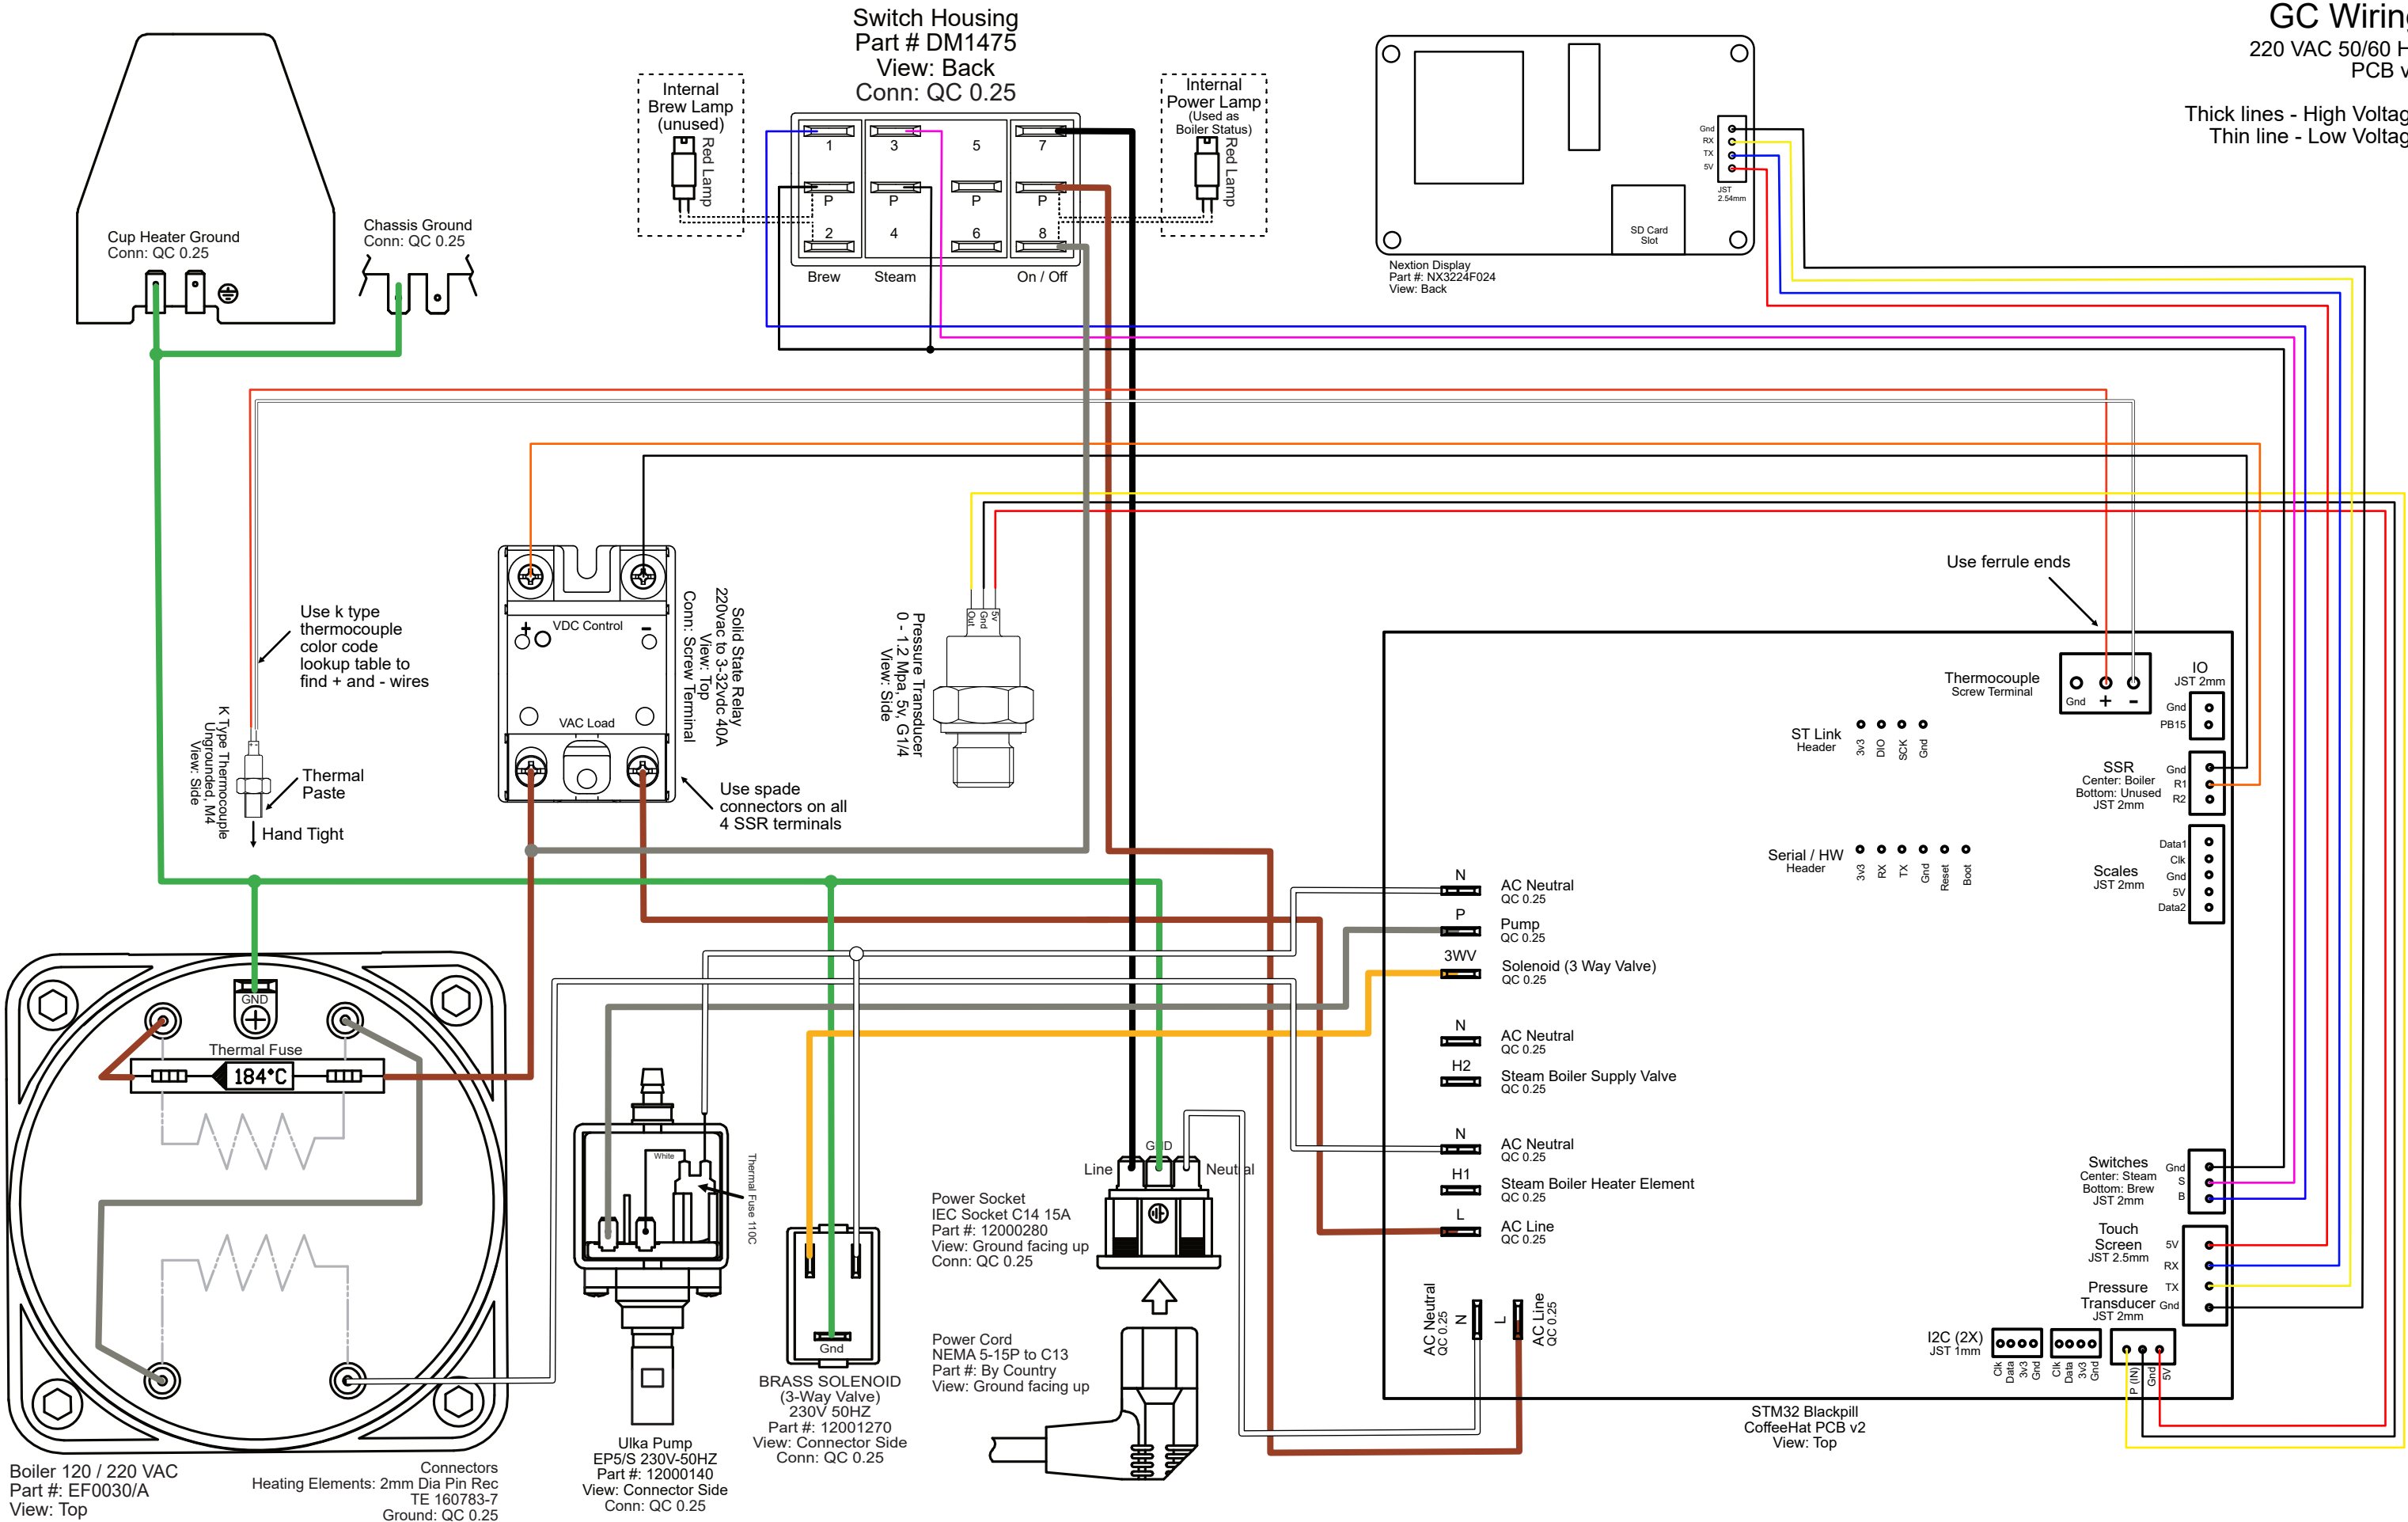 GC Wiring
220 VAC 50/60 H
PCB v
Thick lines - High Voltag
Thin line - Low Voltag
Switch Housing
Part # DM1475
View: Back
Conn: QC 0.25
Internal
Brew Lamp
(unused)
Red Lamp
Internal
Power Lamp
(Used as
Boiler Status)
Red Lamp
1
3
5
7
P
P
P
P
2
4
6
8
Brew
Steam
On / Off
Gnd
RX
TX
5V
JST
2.54mm
SD Card
Slot
Nextion Display
Part #: NX3224F024
View: Back
Cup Heater Ground
Conn: QC 0.25
Chassis Ground
Conn: QC 0.25
Use k type
thermocouple
color code
lookup table to
find + and - wires
K Type Thermocouple
Ungrounded, M4
View: Side
Thermal
Paste
Hand Tight
+
VDC Control
-
VAC Load
Solid State Relay
220vac to 3-32vdc 40A
View: Top
Conn: Screw Terminal
Use spade
connectors on all
4 SSR terminals
Out
Gnd
5v
Pressure Transducer
0 - 1.2 Mpa, 5v, G1/4
View: Side
Use ferrule ends
Thermocouple
Screw Terminal
Gnd
+
-
IO
JST 2mm
Gnd
PB15
ST Link
Header
3v3
DIO
SCK
Gnd
SSR
Center: Boiler
Bottom: Unused
JST 2mm
Gnd
R1
R2
Serial / HW
Header
3v3
RX
TX
Gnd
Reset
Boot
Scales
JST 2mm
Data1
Clk
Gnd
5V
Data2
N
AC Neutral
QC 0.25
P
Pump
QC 0.25
3WV
Solenoid (3 Way Valve)
QC 0.25
N
AC Neutral
QC 0.25
H2
Steam Boiler Supply Valve
QC 0.25
N
AC Neutral
QC 0.25
H1
Steam Boiler Heater Element
QC 0.25
L
AC Line
QC 0.25
AC Neutral
QC 0.25
N
L
AC Line
QC 0.25
Switches
Center: Steam
Bottom: Brew
JST 2mm
Gnd
S
B
Touch
Screen
JST 2.5mm
5V
RX
TX
Gnd
Pressure
Transducer
JST 2mm
I2C (2X)
JST 1mm
Clk
Data
3v3
Gnd
Clk
Data
3v3
Gnd
P (IN)
Gnd
5V
STM32 Blackpill
CoffeeHat PCB v2
View: Top
GND
Thermal Fuse
184°C
Boiler 120 / 220 VAC
Part #: EF0030/A
View: Top
Connectors
Heating Elements: 2mm Dia Pin Rec
TE 160783-7
Ground: QC 0.25
White
Thermal Fuse 110C
Ulka Pump
EP5/S 230V-50HZ
Part #: 12000140
View: Connector Side
Conn: QC 0.25
Gnd
BRASS SOLENOID
(3-Way Valve)
230V 50HZ
Part #: 12001270
View: Connector Side
Conn: QC 0.25
Line
GND
Neutral
Power Socket
IEC Socket C14 15A
Part #: 12000280
View: Ground facing up
Conn: QC 0.25
Power Cord
NEMA 5-15P to C13
Part #: By Country
View: Ground facing up